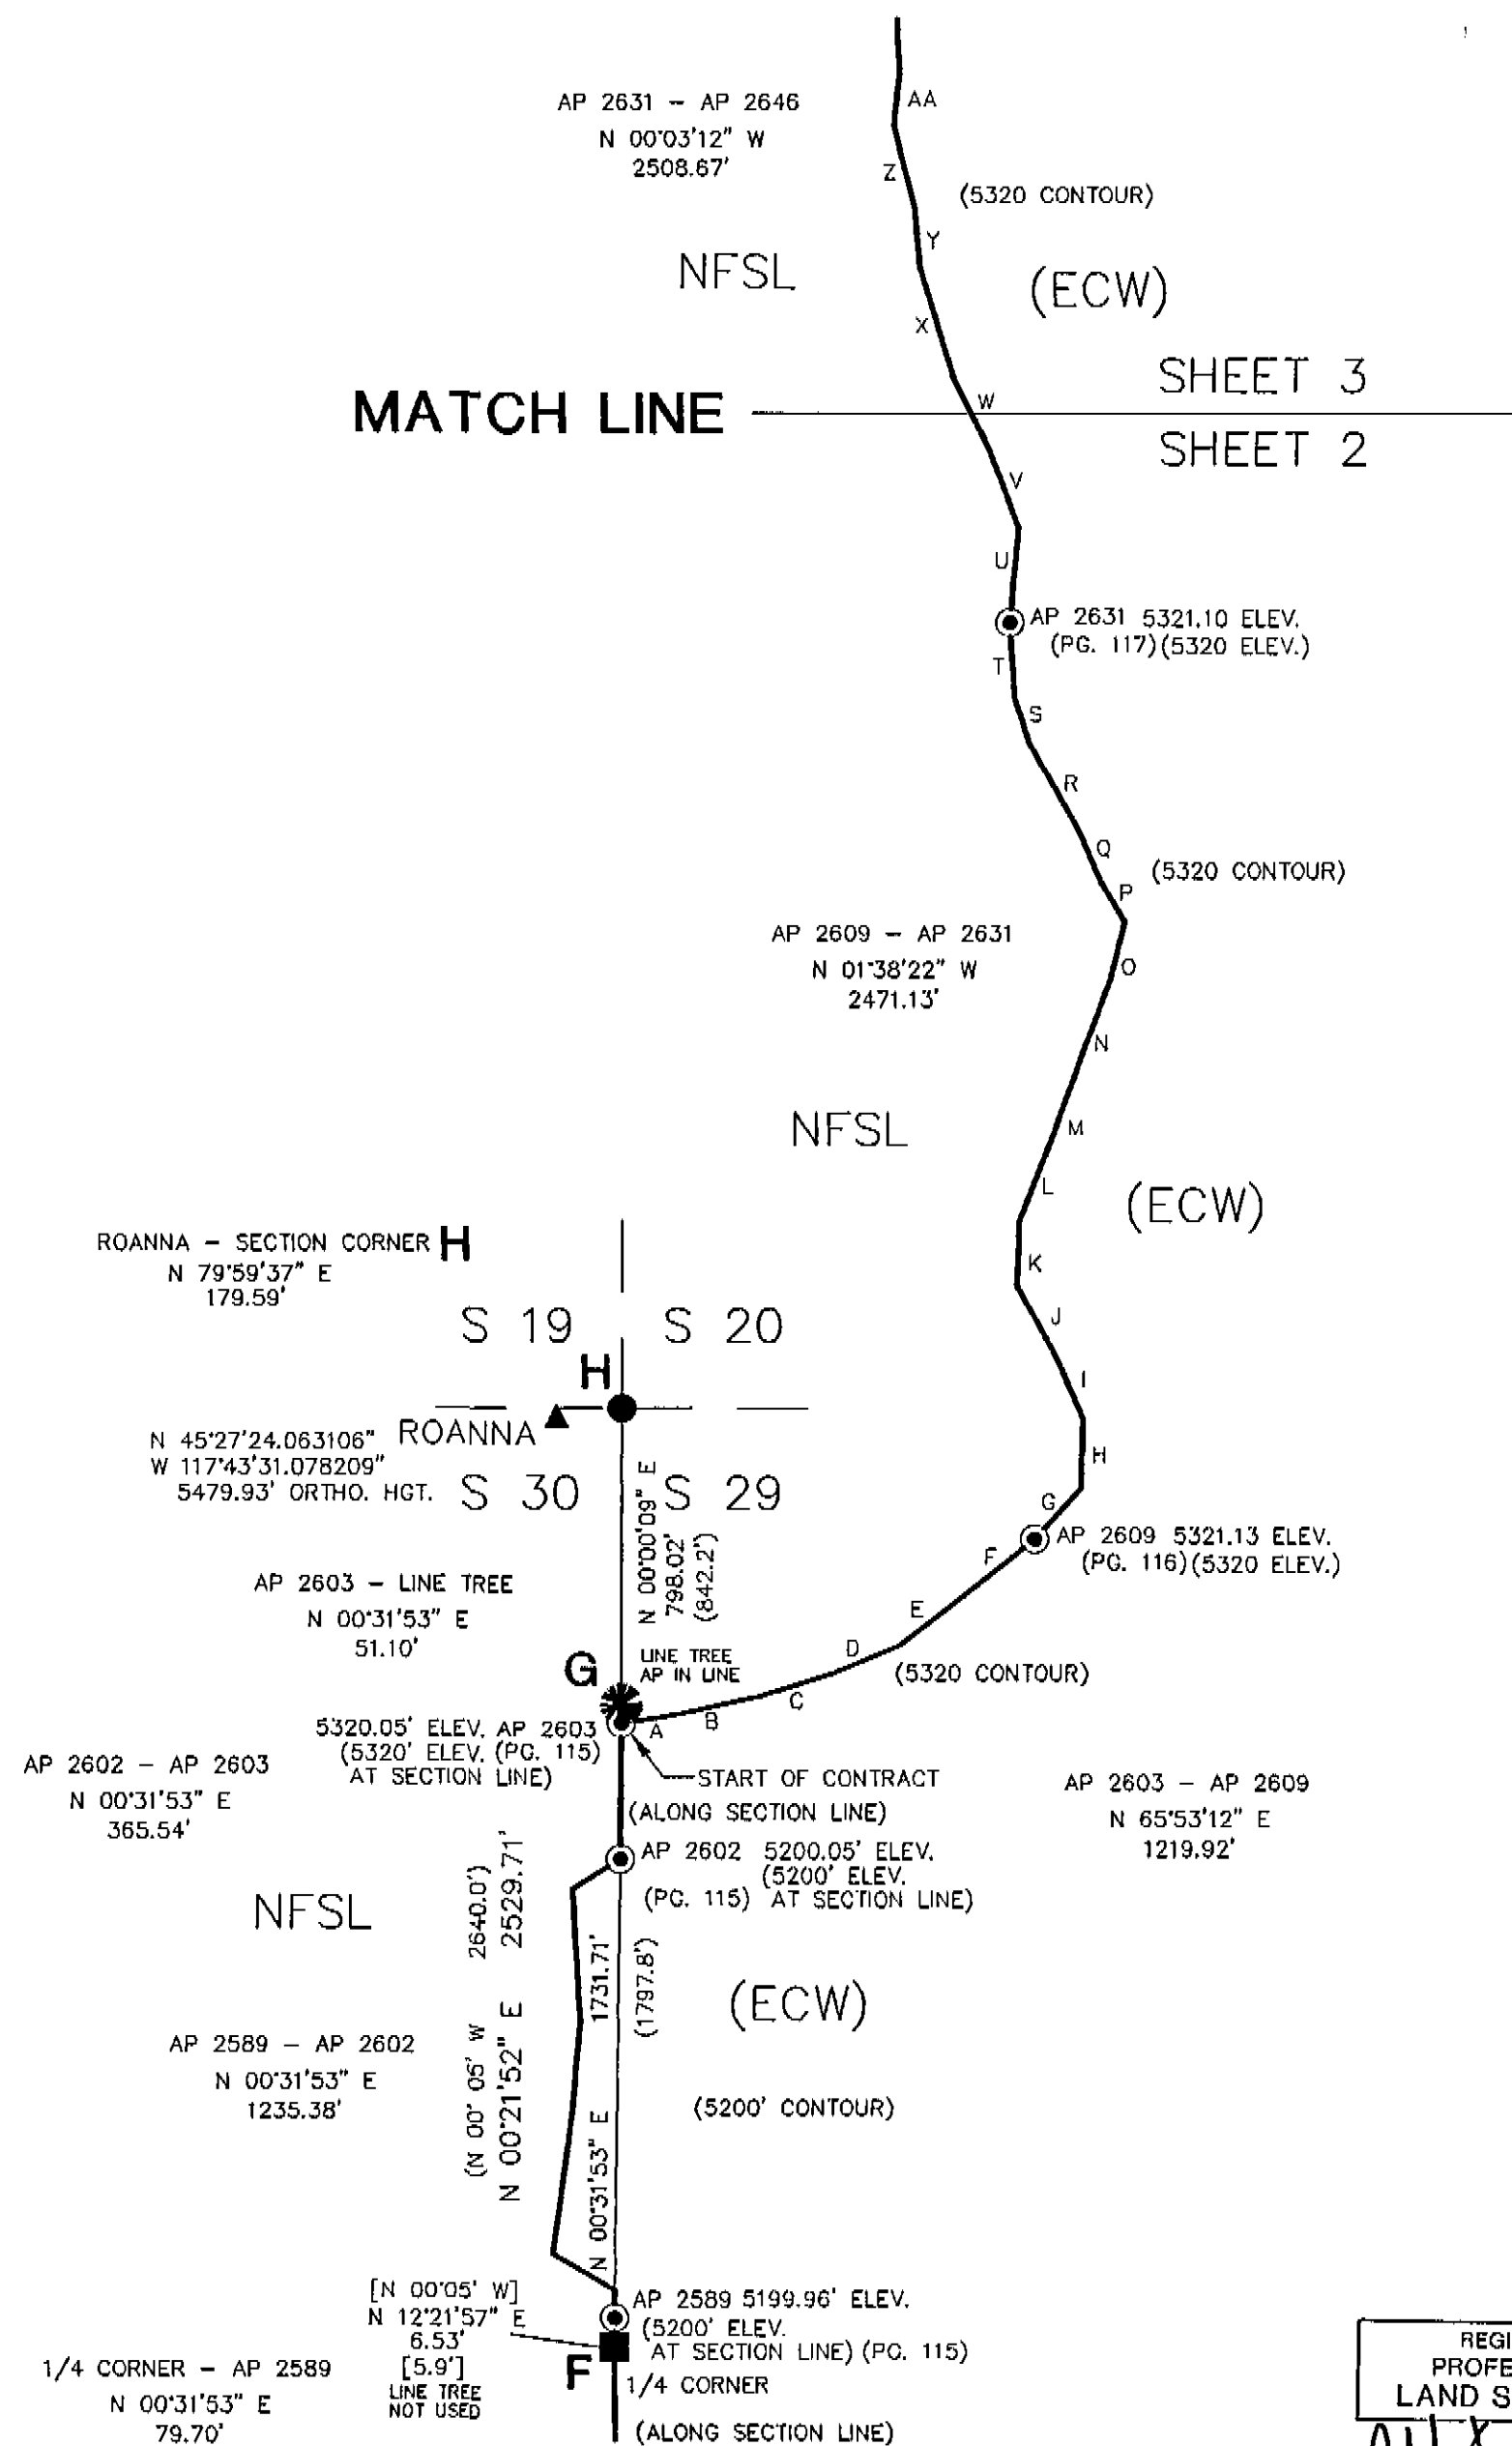 AP 2631 – AP 2646
N 00°03'12" W
2508.67'
AA
Z
(5320 CONTOUR)
Y
NFSL
(ECW)
X
SHEET 3
W
MATCH LINE
SHEET 2
V
U
AP 2631 5321.10 ELEV.
(PG. 117)(5320 ELEV.)
T
S
R
Q
(5320 CONTOUR)
P
AP 2609 – AP 2631
N 01°38'22" W
2471.13'
O
N
NFSL
M
L
(ECW)
ROANNA – SECTION CORNER H
N 79°59'37" E
179.59'
K
S 19 S 20
J
H
I
ROANNA
N 45°27'24.063106"
W 117°43'31.078209"
5479.93' ORTHO. HGT.
S 30 S 29
H
N 00°00'09" E
798.02'
(842.2')
G
AP 2609 5321.13 ELEV.
(PG. 116)(5320 ELEV.)
F
AP 2603 – LINE TREE
N 00°31'53" E
51.10'
E
D
G
LINE TREE
AP IN LINE
(5320 CONTOUR)
C
B
A
5320.05' ELEV. AP 2603
(5320' ELEV. (PG. 115)
AT SECTION LINE)
START OF CONTRACT
AP 2602 – AP 2603
N 00°31'53" E
365.54'
AP 2603 – AP 2609
N 65°53'12" E
1219.92'
(ALONG SECTION LINE)
AP 2602 5200.05' ELEV.
(5200' ELEV.
(PG. 115) AT SECTION LINE)
NFSL
(N 00° 05' W 2640.0')
N 00°21'52" E 2529.71'
N 00°31'53" E 1731.71'
(1797.8')
(ECW)
AP 2589 – AP 2602
N 00°31'53" E
1235.38'
(5200' CONTOUR)
[N 00°05' W]
N 12°21'57" E
6.53'
[5.9']
LINE TREE
NOT USED
AP 2589 5199.96' ELEV.
(5200' ELEV.
AT SECTION LINE) (PG. 115)
F
1/4 CORNER
1/4 CORNER – AP 2589
N 00°31'53" E
79.70'
(ALONG SECTION LINE)
REGI
PROFE
LAND S